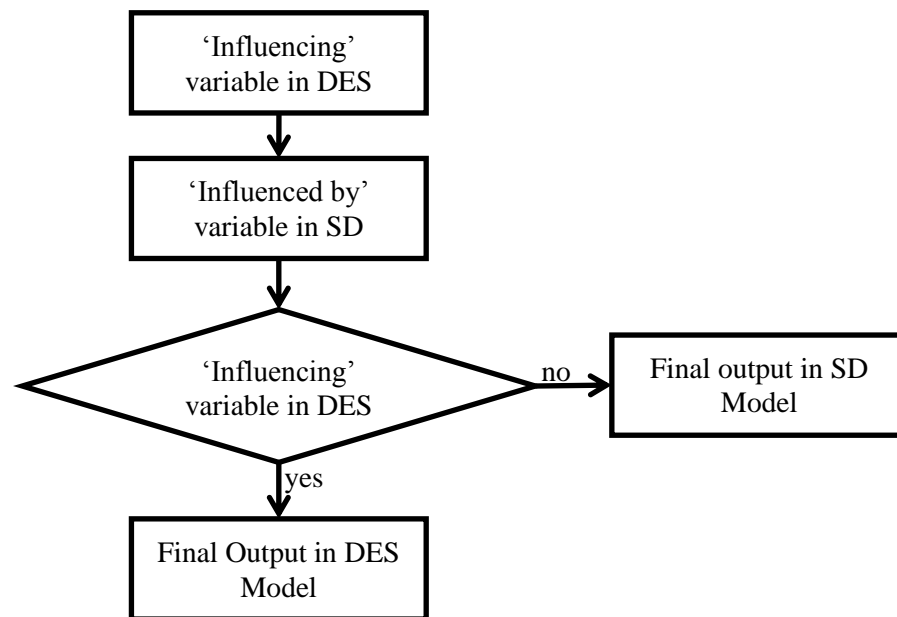 ‘Influencing’
variable in DES
‘Influenced by’
variable in SD
‘Influencing’
variable in DES
no
Final output in SD
Model
yes
Final Output in DES
Model